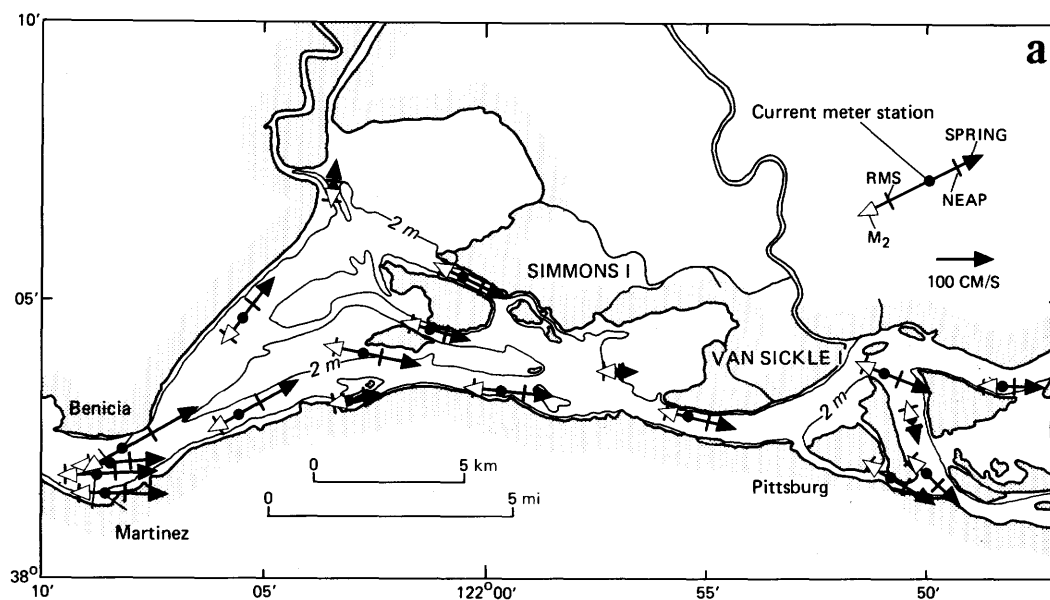 10'
a
Current meter station
SPRING
RMS
NEAP
M2
100 CM/S
2 m
SIMMONS I
05'
VAN SICKLE I
2 m
2 m
Benicia
0 5 km
0 5 mi
Pittsburg
Martinez
38°
10' 05' 122°00' 55' 50'